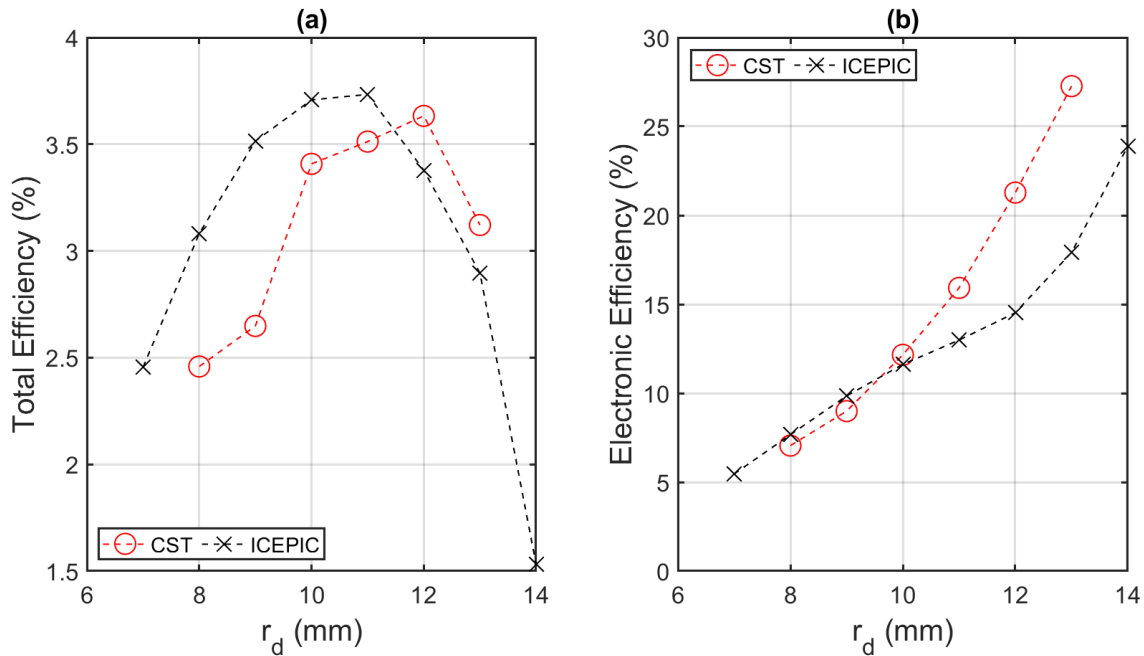 (a)
4
3.5
3
2.5
2
1.5
Total Efficiency (%)
CST
ICEPIC
6
8
10
12
14
r_d (mm)
(b)
30
25
20
15
10
5
0
Electronic Efficiency (%)
CST
ICEPIC
6
8
10
12
14
r_d (mm)